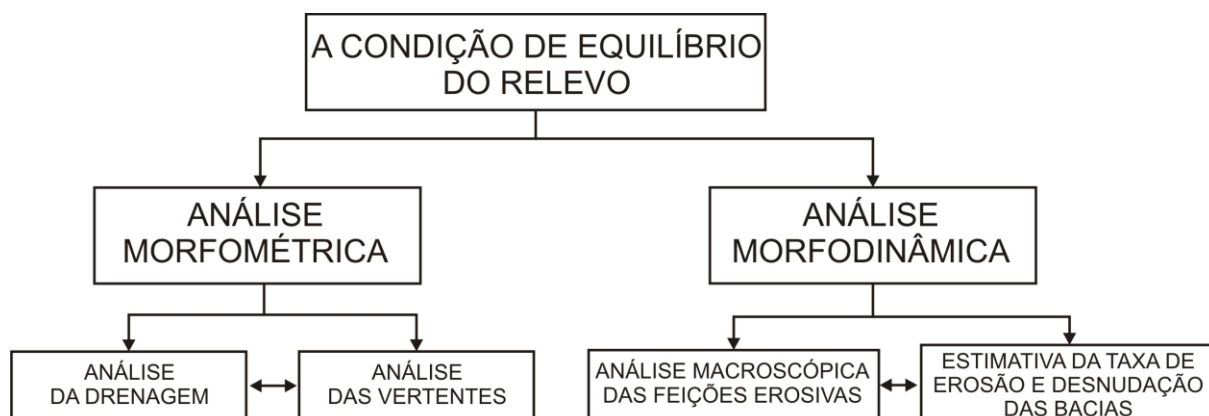 A CONDIÇÃO DE EQUILÍBRIO
DO RELEVO
ANÁLISE
MORFOMÉTRICA
ANÁLISE
MORFODINÂMICA
ANÁLISE
DA DRENAGEM
ANÁLISE
DAS VERTENTES
ANÁLISE MACROSCÓPICA
DAS FEIÇÕES EROSIVAS
ESTIMATIVA DA TAXA DE
EROSÃO E DESNUDAÇÃO
DAS BACIAS